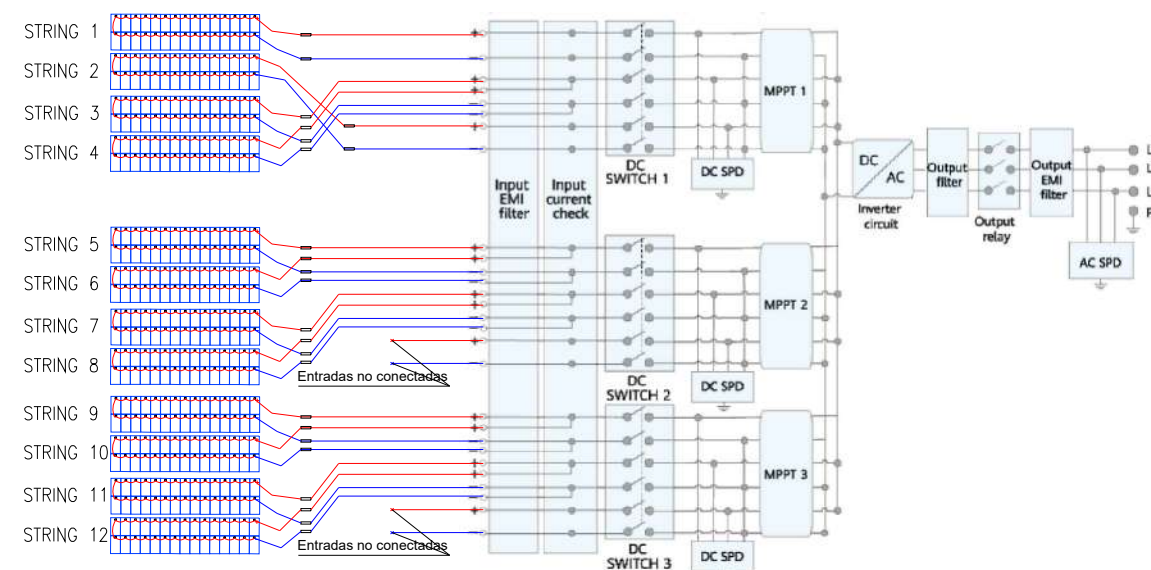 STRING 1
STRING 2
STRING 3
STRING 4
STRING 5
STRING 6
STRING 7
STRING 8
Entradas no conectadas
STRING 9
STRING 10
STRING 11
STRING 12
Entradas no conectadas
Input
EMI
filter
Input
current
check
DC
SWITCH 1
DC SPD
MPPT 1
DC
SWITCH 2
DC SPD
MPPT 2
DC
SWITCH 3
DC SPD
MPPT 3
DC
AC
Inverter
circuit
Output
filter
Output
relay
Output
EMI
filter
AC SPD
L
L
L